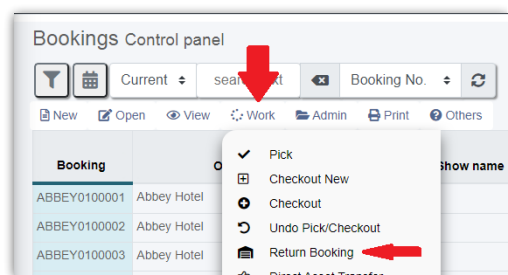 Bookings Control panel
Current Booking No.
New Open View Work Admin Print Others
Booking Show name
Pick
Checkout New
ABBEY0100001 Abbey Hotel
Checkout
ABBEY0100002 Abbey Hotel
Undo Pick/Checkout
ABBEY0100003 Abbey Hotel
Return Booking